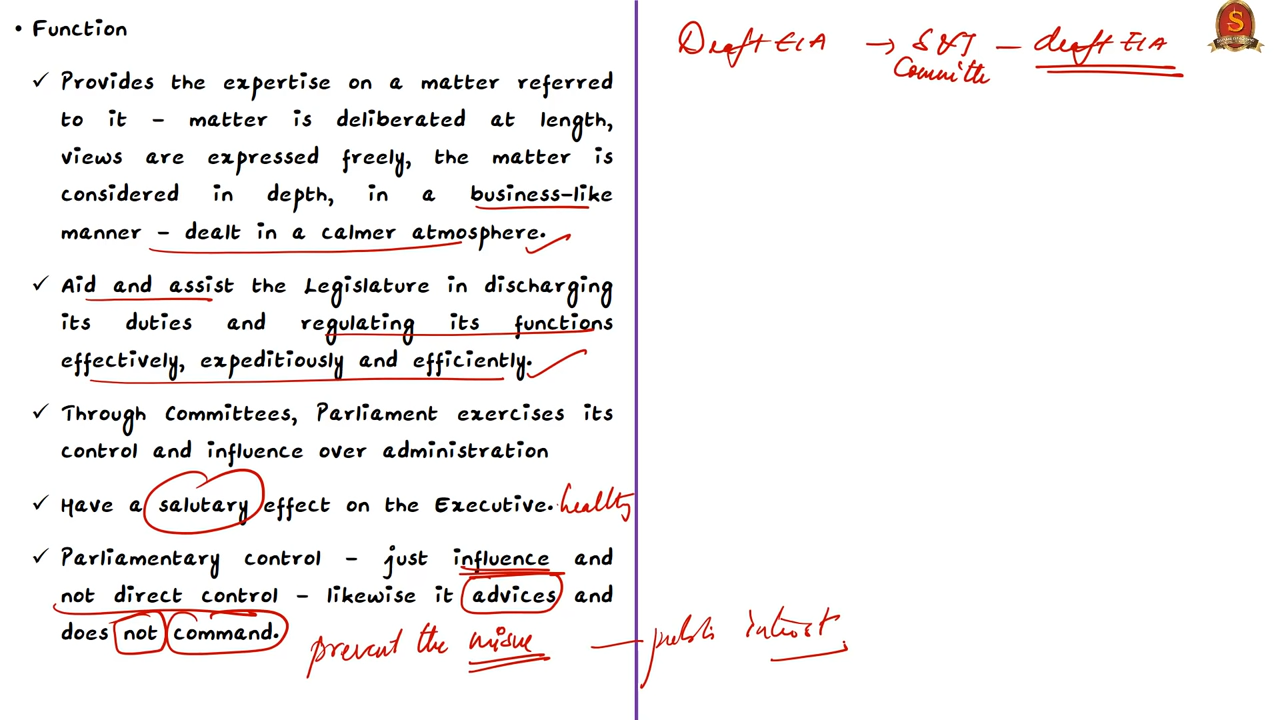 • Function
✓ Provides the expertise on a matter referred
to it – matter is deliberated at length,
views are expressed freely, the matter is
considered in depth, in a business-like
manner – dealt in a calmer atmosphere.
✓ Aid and assist the Legislature in discharging
its duties and regulating its functions
effectively, expeditiously and efficiently.
✓ Through Committees, Parliament exercises its
control and influence over administration
✓ Have a salutary effect on the Executive. healthy
✓ Parliamentary control – just influence and
not direct control – likewise it advices and
does not command.
prevent the misuse — public interest
Draft EIA → S&T — draft EIA
Committee
S